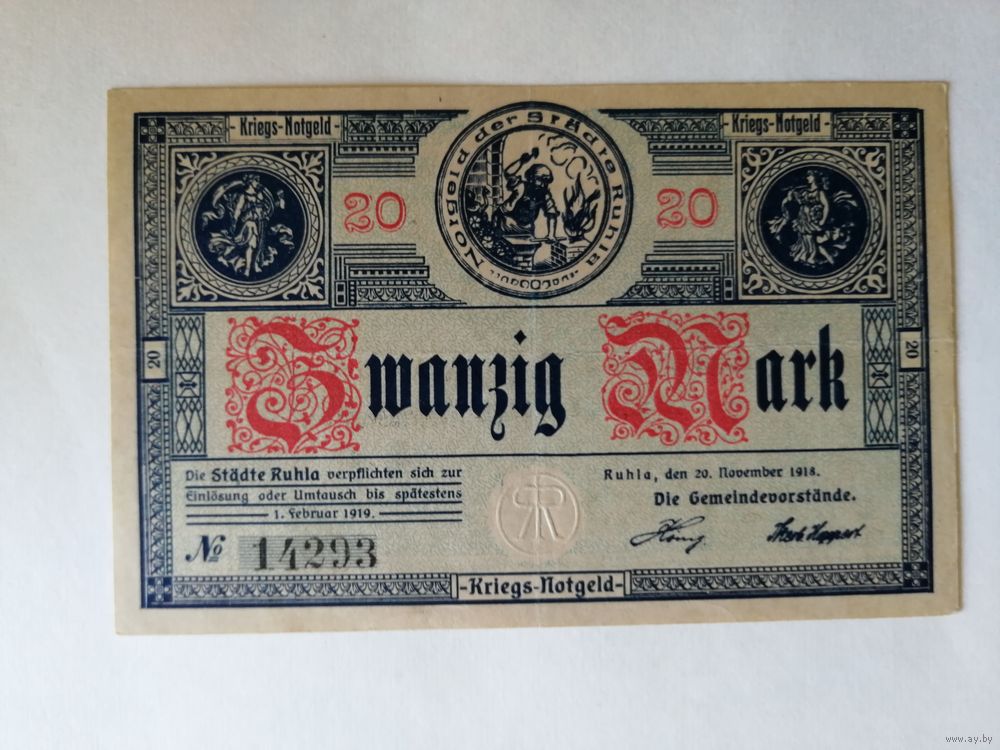 - Kriegs-Notgeld -
- Kriegs-Notgeld -
Notgeld der Städte Ruhla
20
20
20
20
Zwanzig Mark
Die Städte Ruhla verpflichten sich zur
Einlösung oder Umtausch bis spätestens
1. Februar 1919.
Ruhla, den 20. November 1918.
Die Gemeindevorstände.
№ 14293
-Kriegs-Notgeld-
www.ay.by